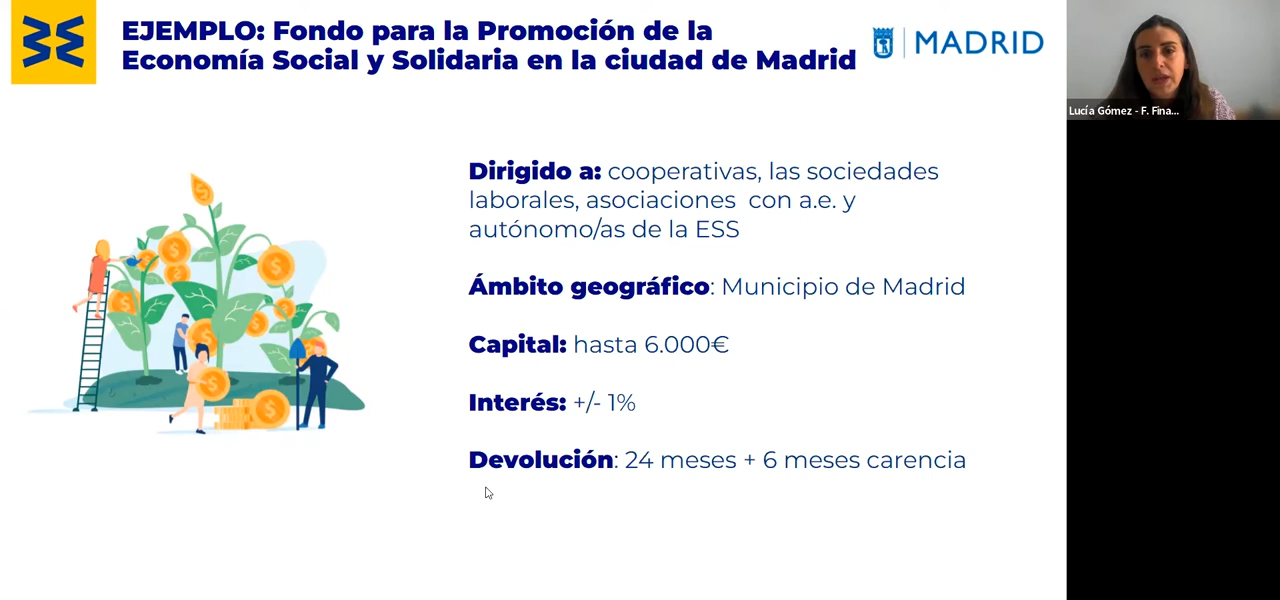 EJEMPLO: Fondo para la Promoción de la
Economía Social y Solidaria en la ciudad de Madrid
MADRID
Lucía Gómez - F. Fina...
Dirigido a: cooperativas, las sociedades
laborales, asociaciones con a.e. y
autónomo/as de la ESS
Ámbito geográfico: Municipio de Madrid
Capital: hasta 6.000€
Interés: +/- 1%
Devolución: 24 meses + 6 meses carencia